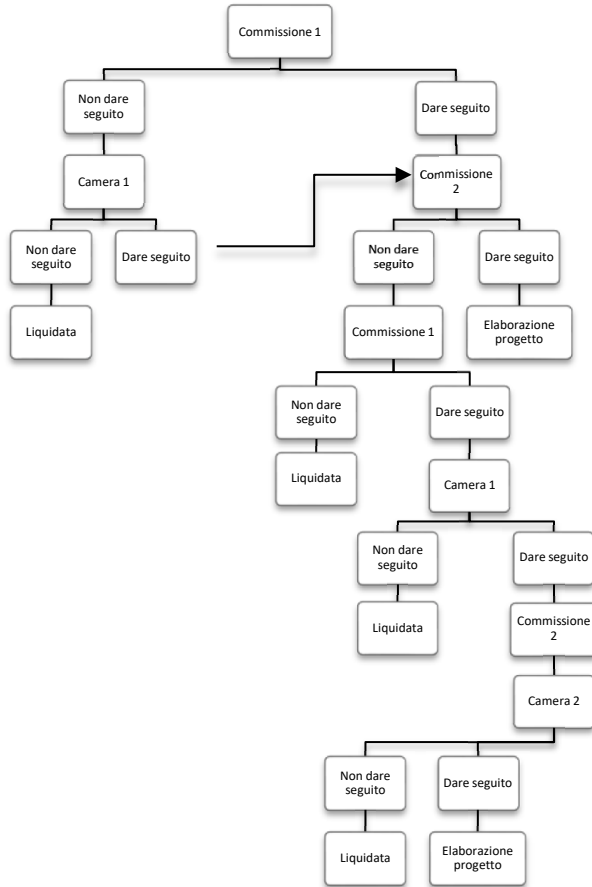 Commissione 1
Non dare
seguito
Dare seguito
Camera 1
Commissione
2
Non dare
seguito
Dare seguito
Non dare
seguito
Dare seguito
Liquidata
Commissione 1
Elaborazione
progetto
Non dare
seguito
Dare seguito
Liquidata
Camera 1
Non dare
seguito
Dare seguito
Liquidata
Commissione
2
Camera 2
Non dare
seguito
Dare seguito
Liquidata
Elaborazione
progetto